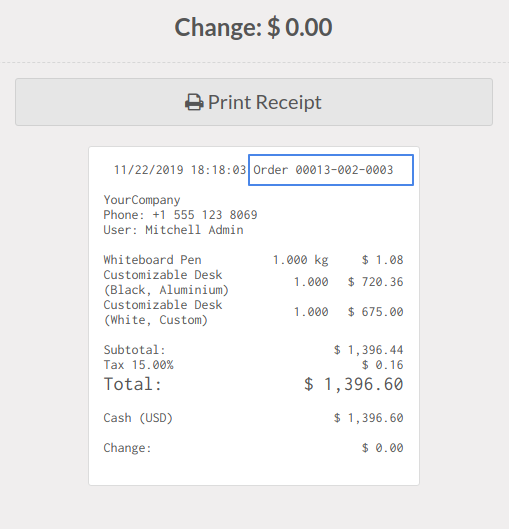 Change: $ 0.00
Print Receipt
11/22/2019 18:18:03 Order 00013-002-0003
YourCompany
Phone: +1 555 123 8069
User: Mitchell Admin
Whiteboard Pen 1.000 kg $ 1.08
Customizable Desk
(Black, Aluminium) 1.000 $ 720.36
Customizable Desk
(White, Custom) 1.000 $ 675.00
Subtotal: $ 1,396.44
Tax 15.00% $ 0.16
Total: $ 1,396.60
Cash (USD) $ 1,396.60
Change: $ 0.00